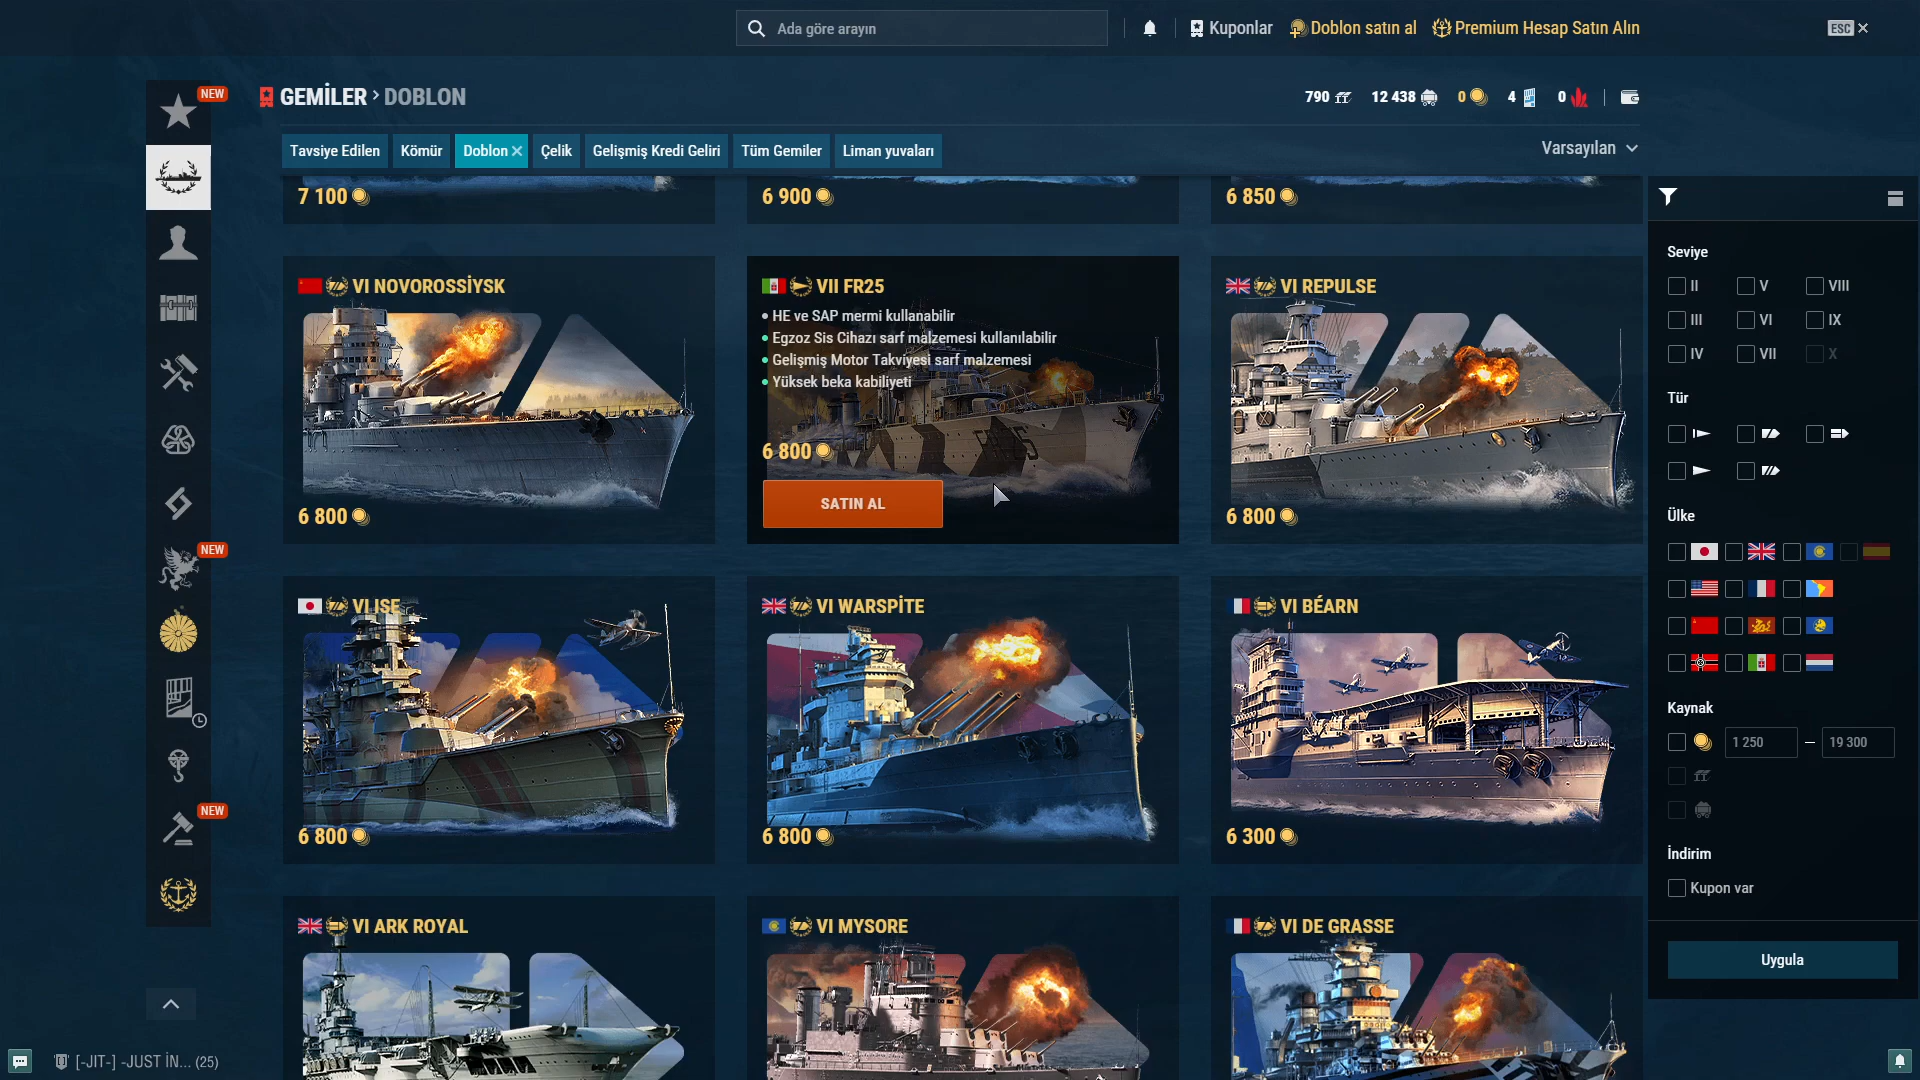 Ada göre arayın
Kuponlar
Doblon satın al
Premium Hesap Satın Alın
ESC
NEW
GEMİLER > DOBLON
790
12 438
0
4
0
Tavsiye Edilen
Kömür
Doblon
Çelik
Gelişmiş Kredi Geliri
Tüm Gemiler
Liman yuvaları
Varsayılan
7 100
6 900
6 850
VI NOVOROSSİYSK
6 800
VII FR25
HE ve SAP mermi kullanabilir
Egzoz Sis Cihazı sarf malzemesi kullanılabilir
Gelişmiş Motor Takviyesi sarf malzemesi
Yüksek beka kabiliyeti
6 800
SATIN AL
VI REPULSE
6 800
NEW
VI ISE
6 800
VI WARSPİTE
6 800
VI BÉARN
6 300
NEW
VI ARK ROYAL
VI MYSORE
VI DE GRASSE
Seviye
II
V
VIII
III
VI
IX
IV
VII
X
Tür
Ülke
Kaynak
1 250
19 300
İndirim
Kupon var
Uygula
[-JIT-] -JUST İN... (25)